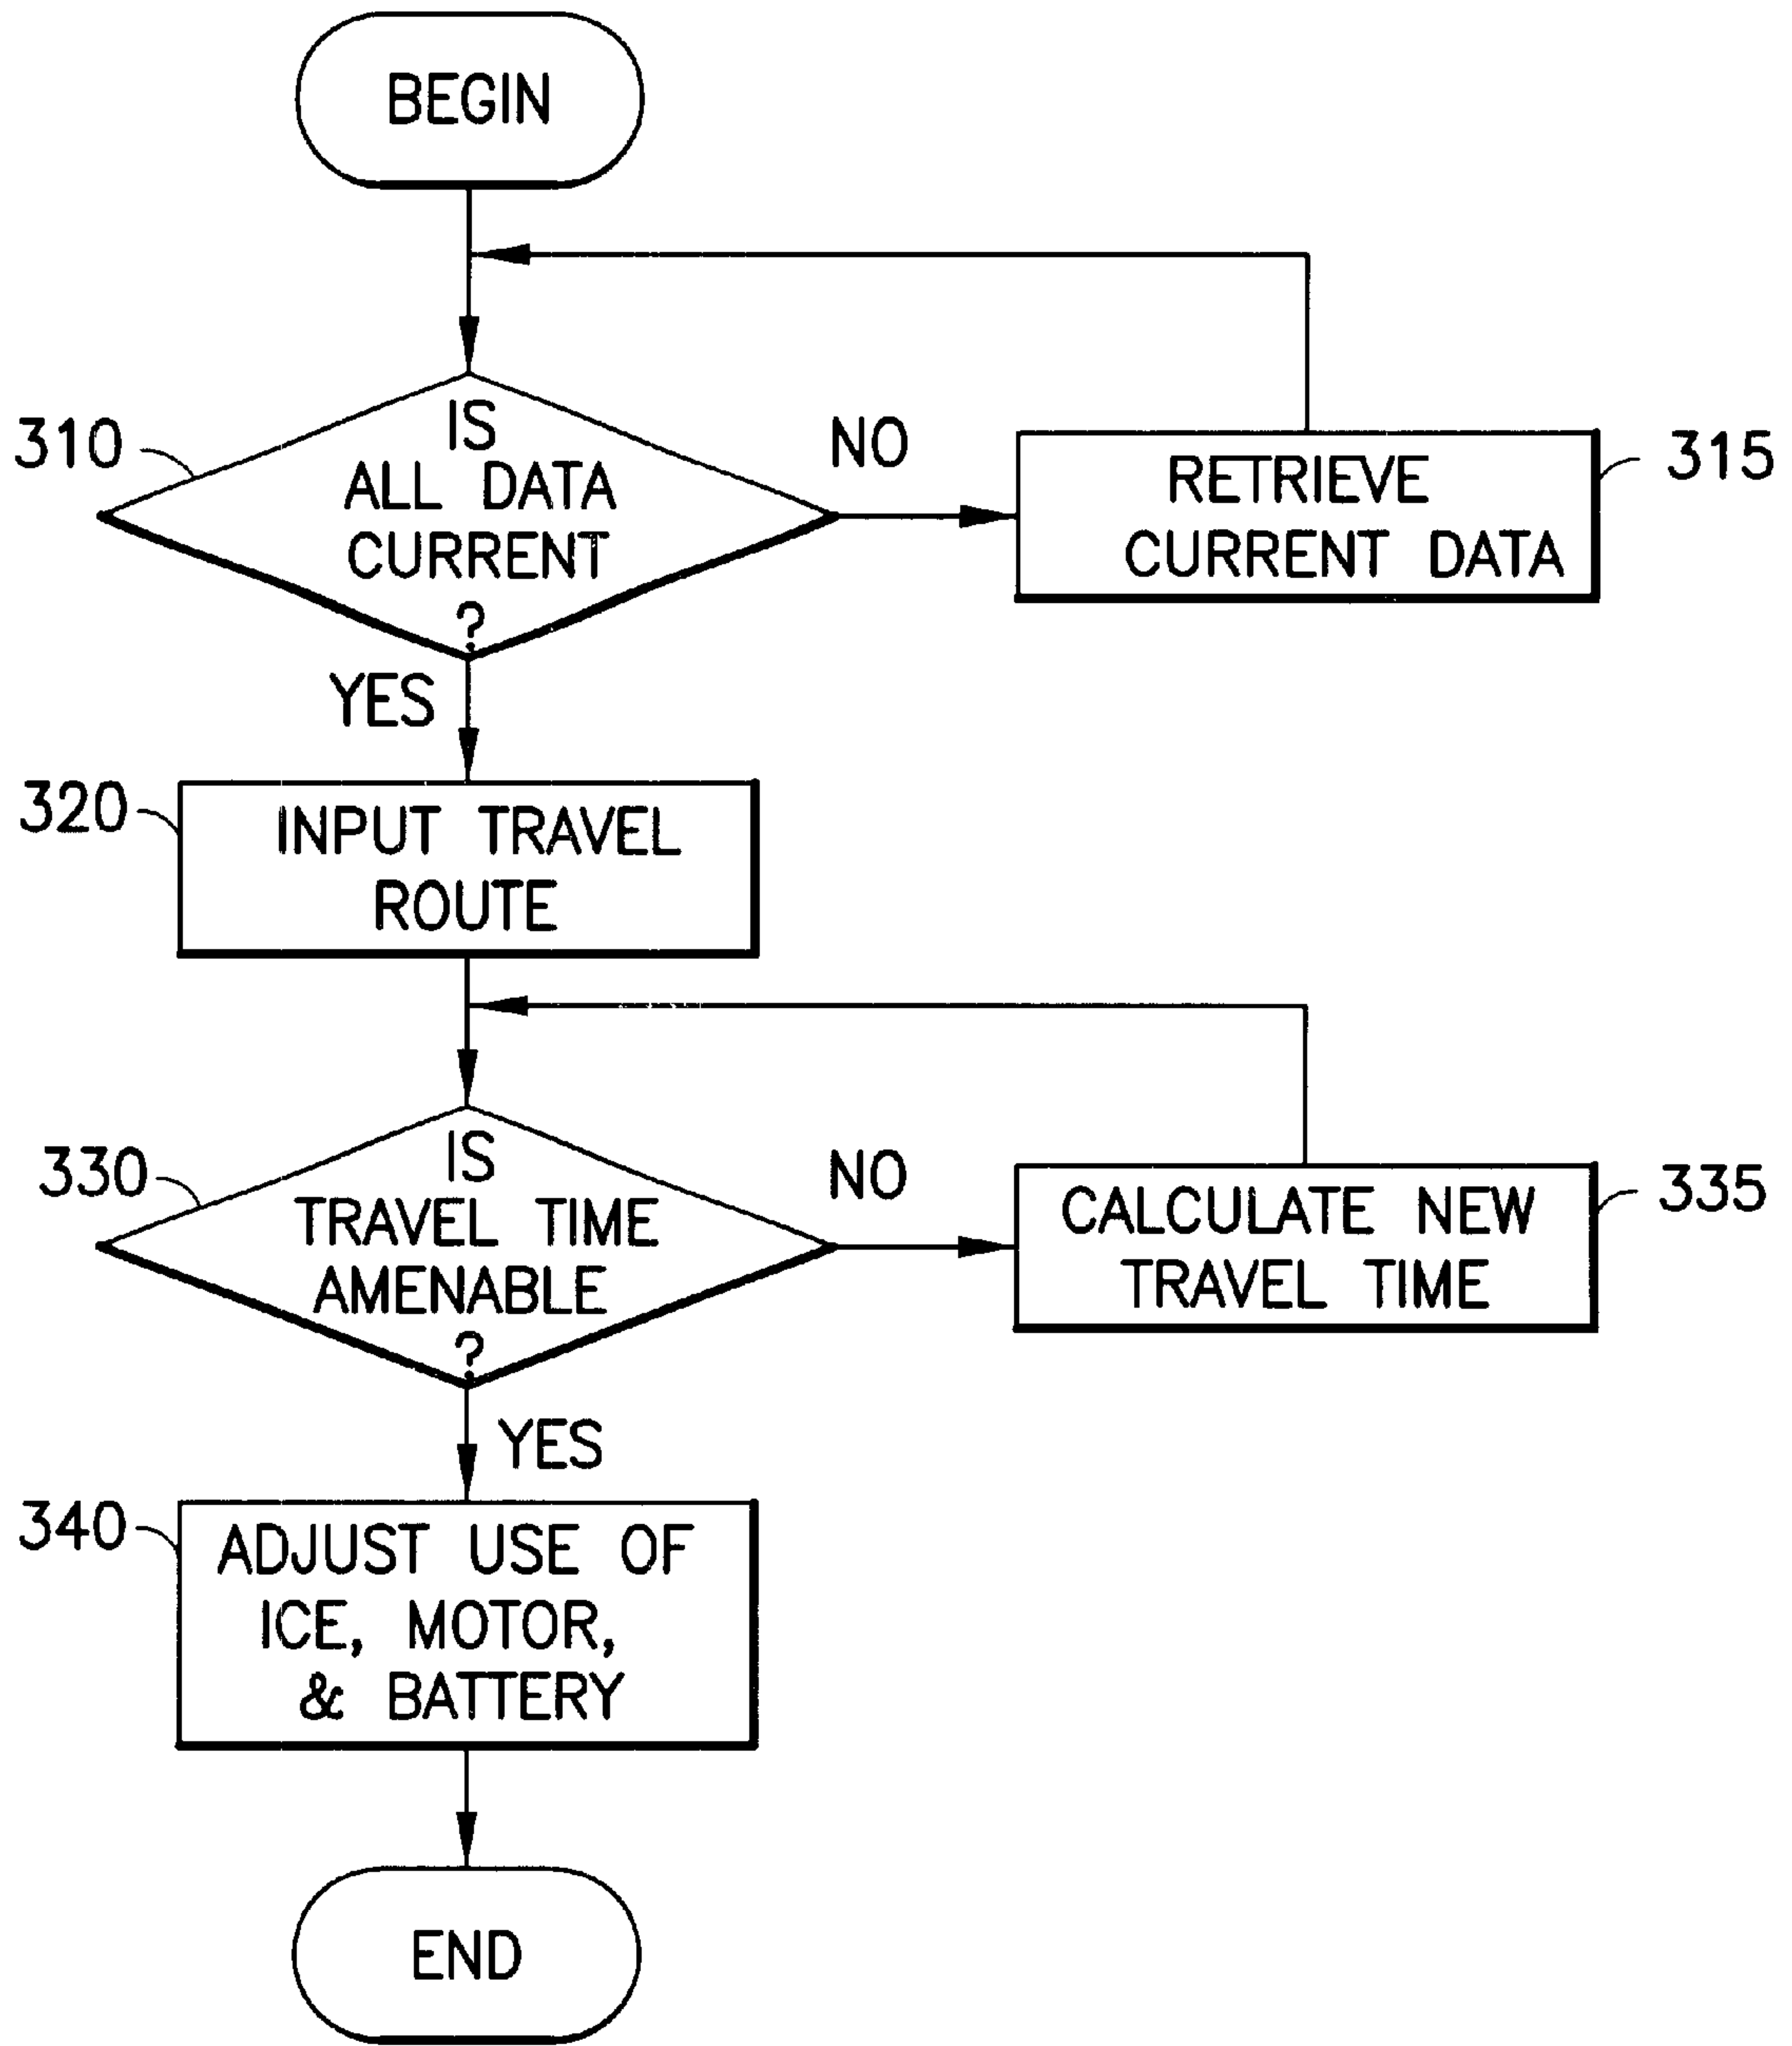 BEGIN
310
IS
ALL DATA
CURRENT
?
NO
RETRIEVE
CURRENT DATA
315
YES
320
INPUT TRAVEL
ROUTE
330
IS
TRAVEL TIME
AMENABLE
?
NO
CALCULATE NEW
TRAVEL TIME
335
YES
340
ADJUST USE OF
ICE, MOTOR,
& BATTERY
END